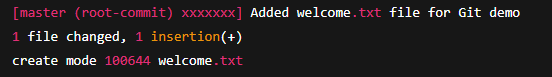 [master (root-commit) xxxxxxx] Added welcome.txt file for Git demo
1 file changed, 1 insertion(+)
create mode 100644 welcome.txt